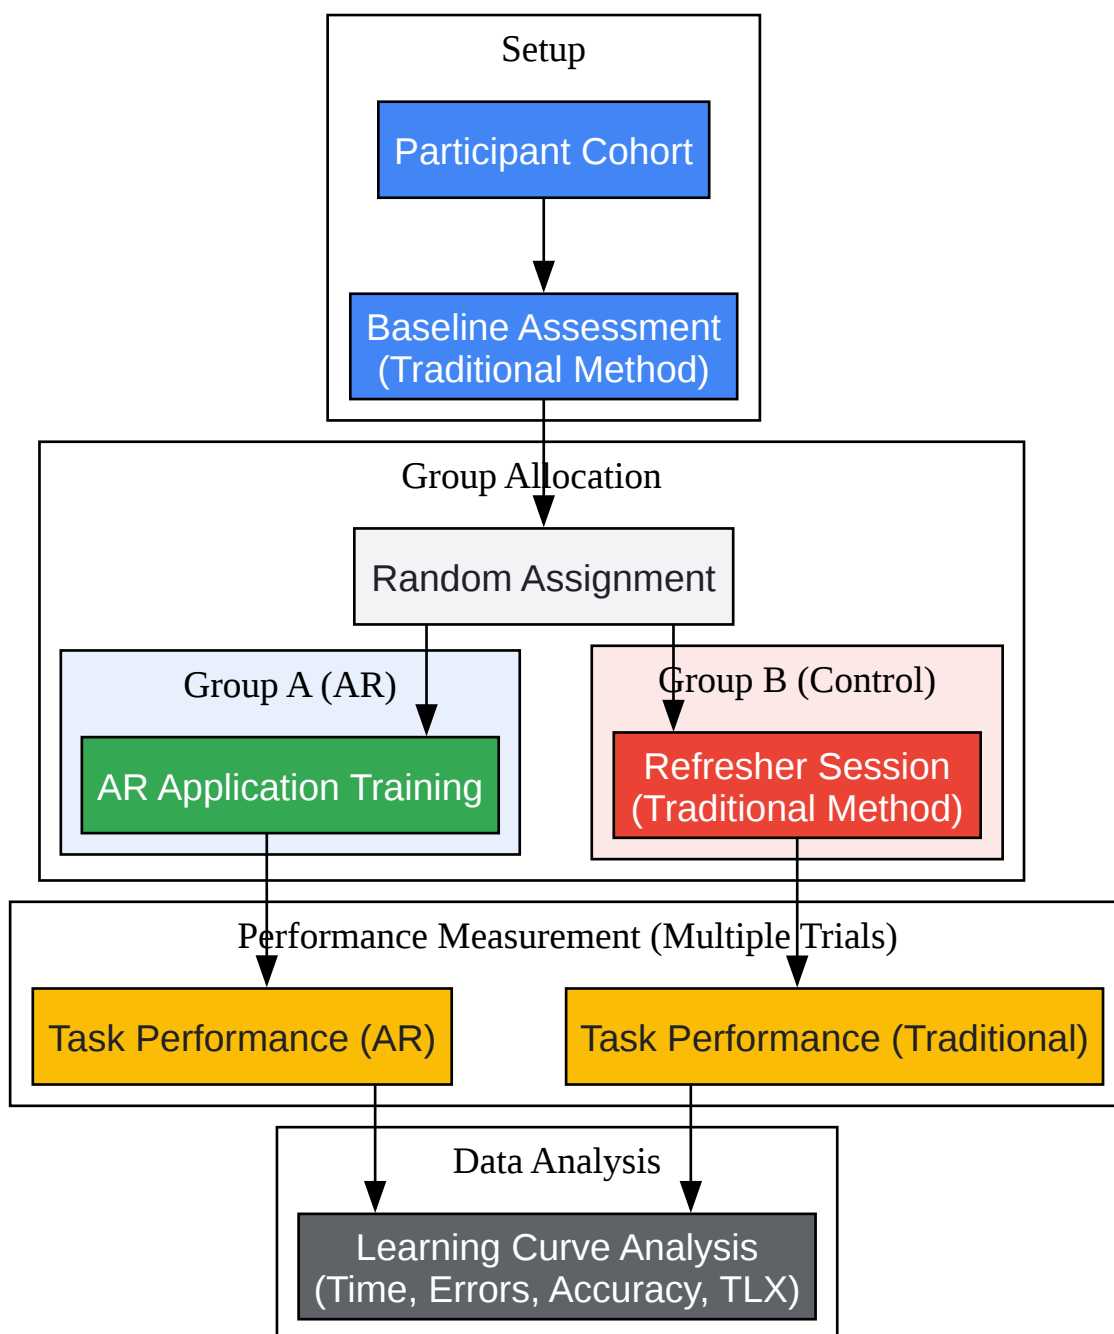 Setup
Participant Cohort
Baseline Assessment
(Traditional Method)
Group Allocation
Random Assignment
Group A (AR)
AR Application Training
Group B (Control)
Refresher Session
(Traditional Method)
Performance Measurement (Multiple Trials)
Task Performance (AR)
Task Performance (Traditional)
Data Analysis
Learning Curve Analysis
(Time, Errors, Accuracy, TLX)